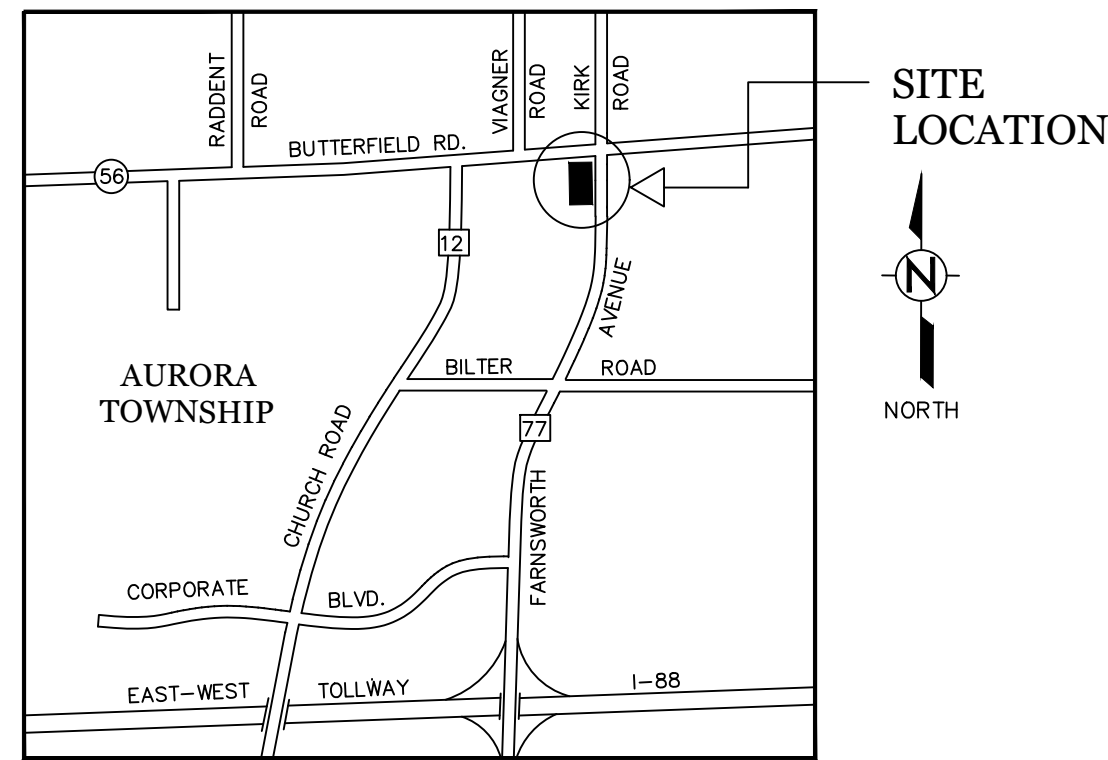 RADDENT
ROAD
VIAGNER
ROAD
KIRK
ROAD
SITE
LOCATION
BUTTERFIELD RD.
56
12
N
NORTH
AVENUE
BILTER
ROAD
AURORA
TOWNSHIP
77
CHURCH ROAD
FARNSWORTH
CORPORATE
BLVD.
EAST-WEST
TOLLWAY
I-88